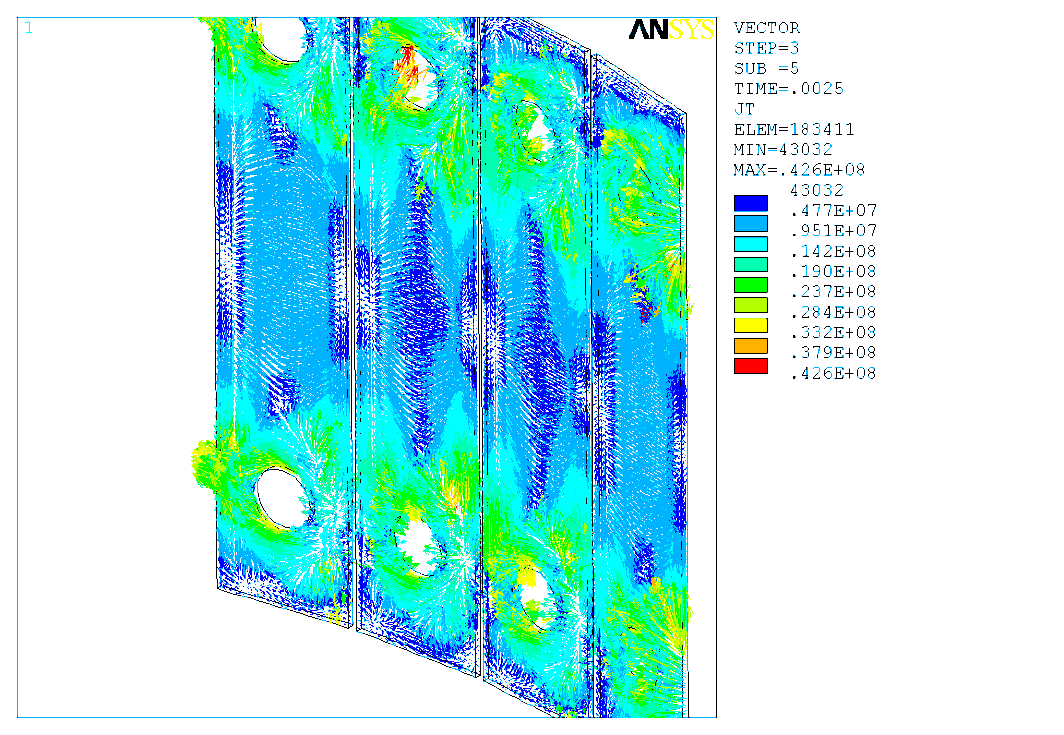 1
ANSYS
VECTOR
STEP=3
SUB =5
TIME=.0025
JT
ELEM=183411
MIN=43032
MAX=.426E+08
43032
.477E+07
.951E+07
.142E+08
.190E+08
.237E+08
.284E+08
.332E+08
.379E+08
.426E+08